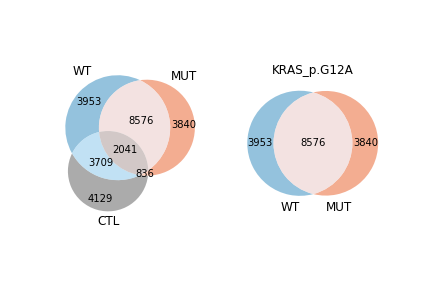 WT
MUT
3953
8576
3840
2041
3709
836
4129
CTL
KRAS_p.G12A
3953
8576
3840
WT
MUT